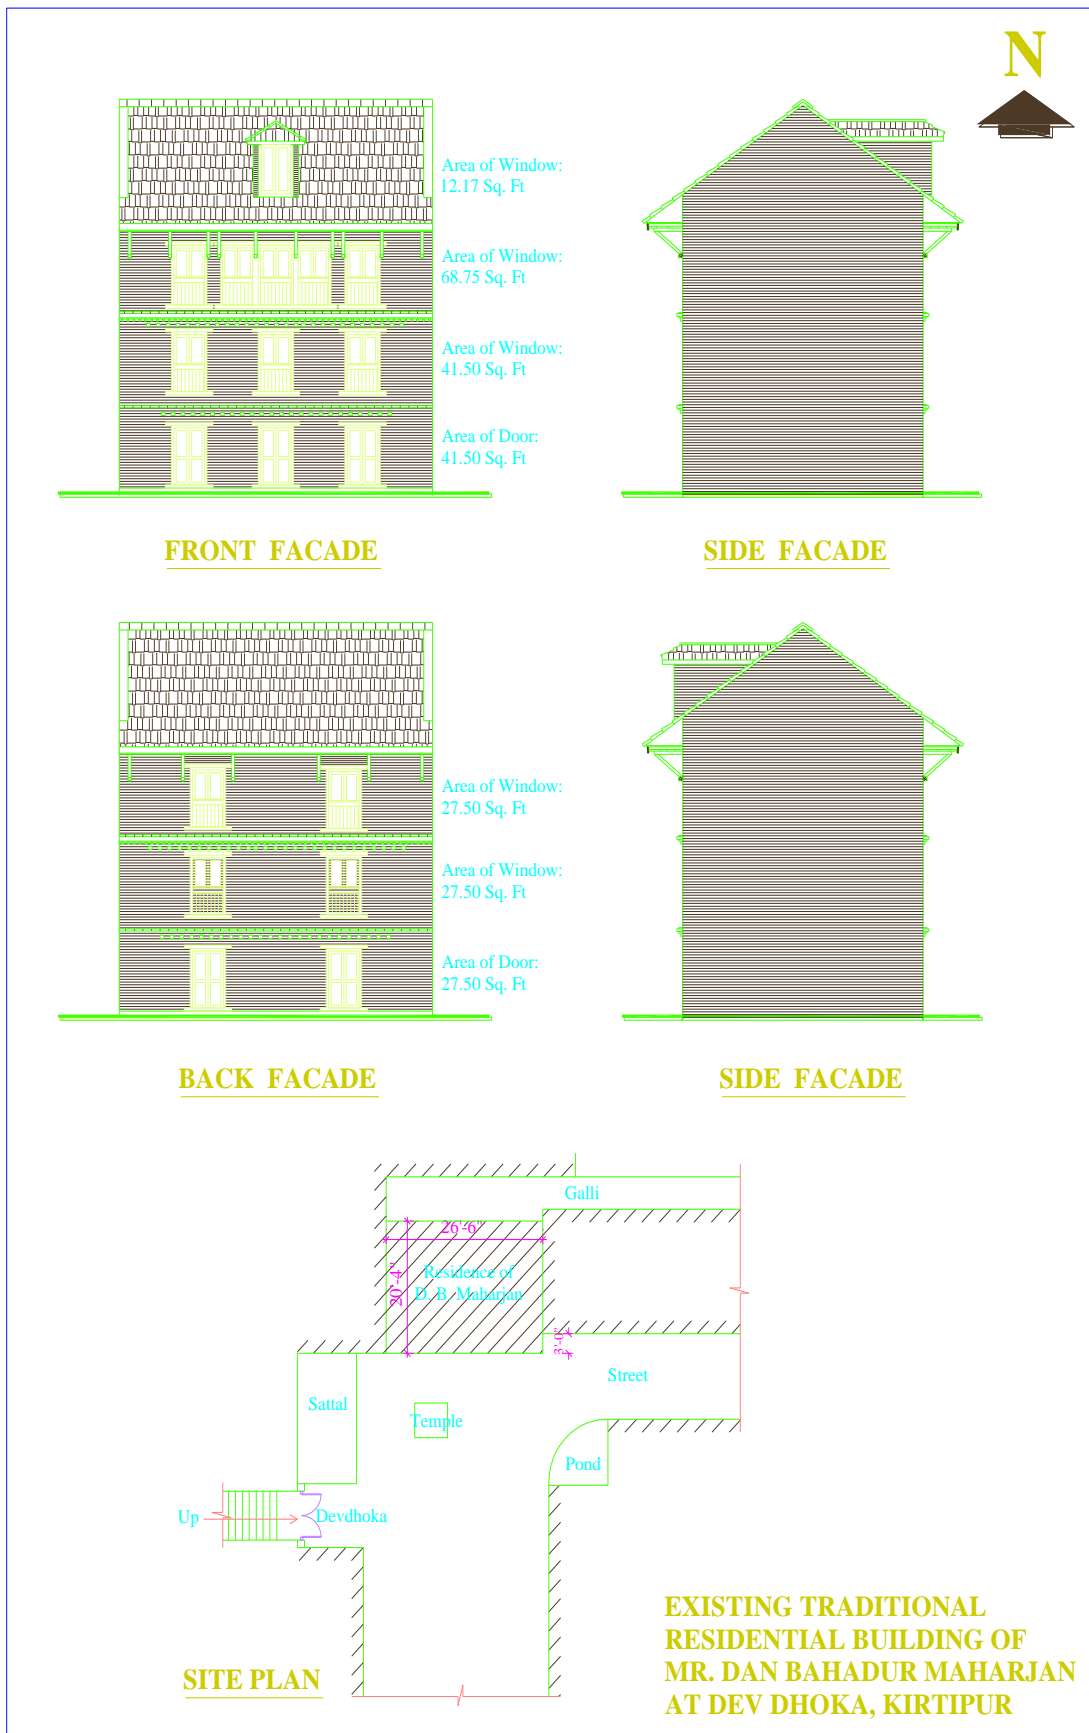 N
Area of Window:
12.17 Sq. Ft
Area of Window:
68.75 Sq. Ft
Area of Window:
41.50 Sq. Ft
Area of Door:
41.50 Sq. Ft
FRONT FACADE
SIDE FACADE
Area of Window:
27.50 Sq. Ft
Area of Window:
27.50 Sq. Ft
Area of Door:
27.50 Sq. Ft
BACK FACADE
SIDE FACADE
Galli
26'-6"
20'-4"
Residence of
D. B. Maharjan
3'-0"
Street
Sattal
Temple
Pond
Up
Devdhoka
SITE PLAN
EXISTING TRADITIONAL
RESIDENTIAL BUILDING OF
MR. DAN BAHADUR MAHARJAN
AT DEV DHOKA, KIRTIPUR